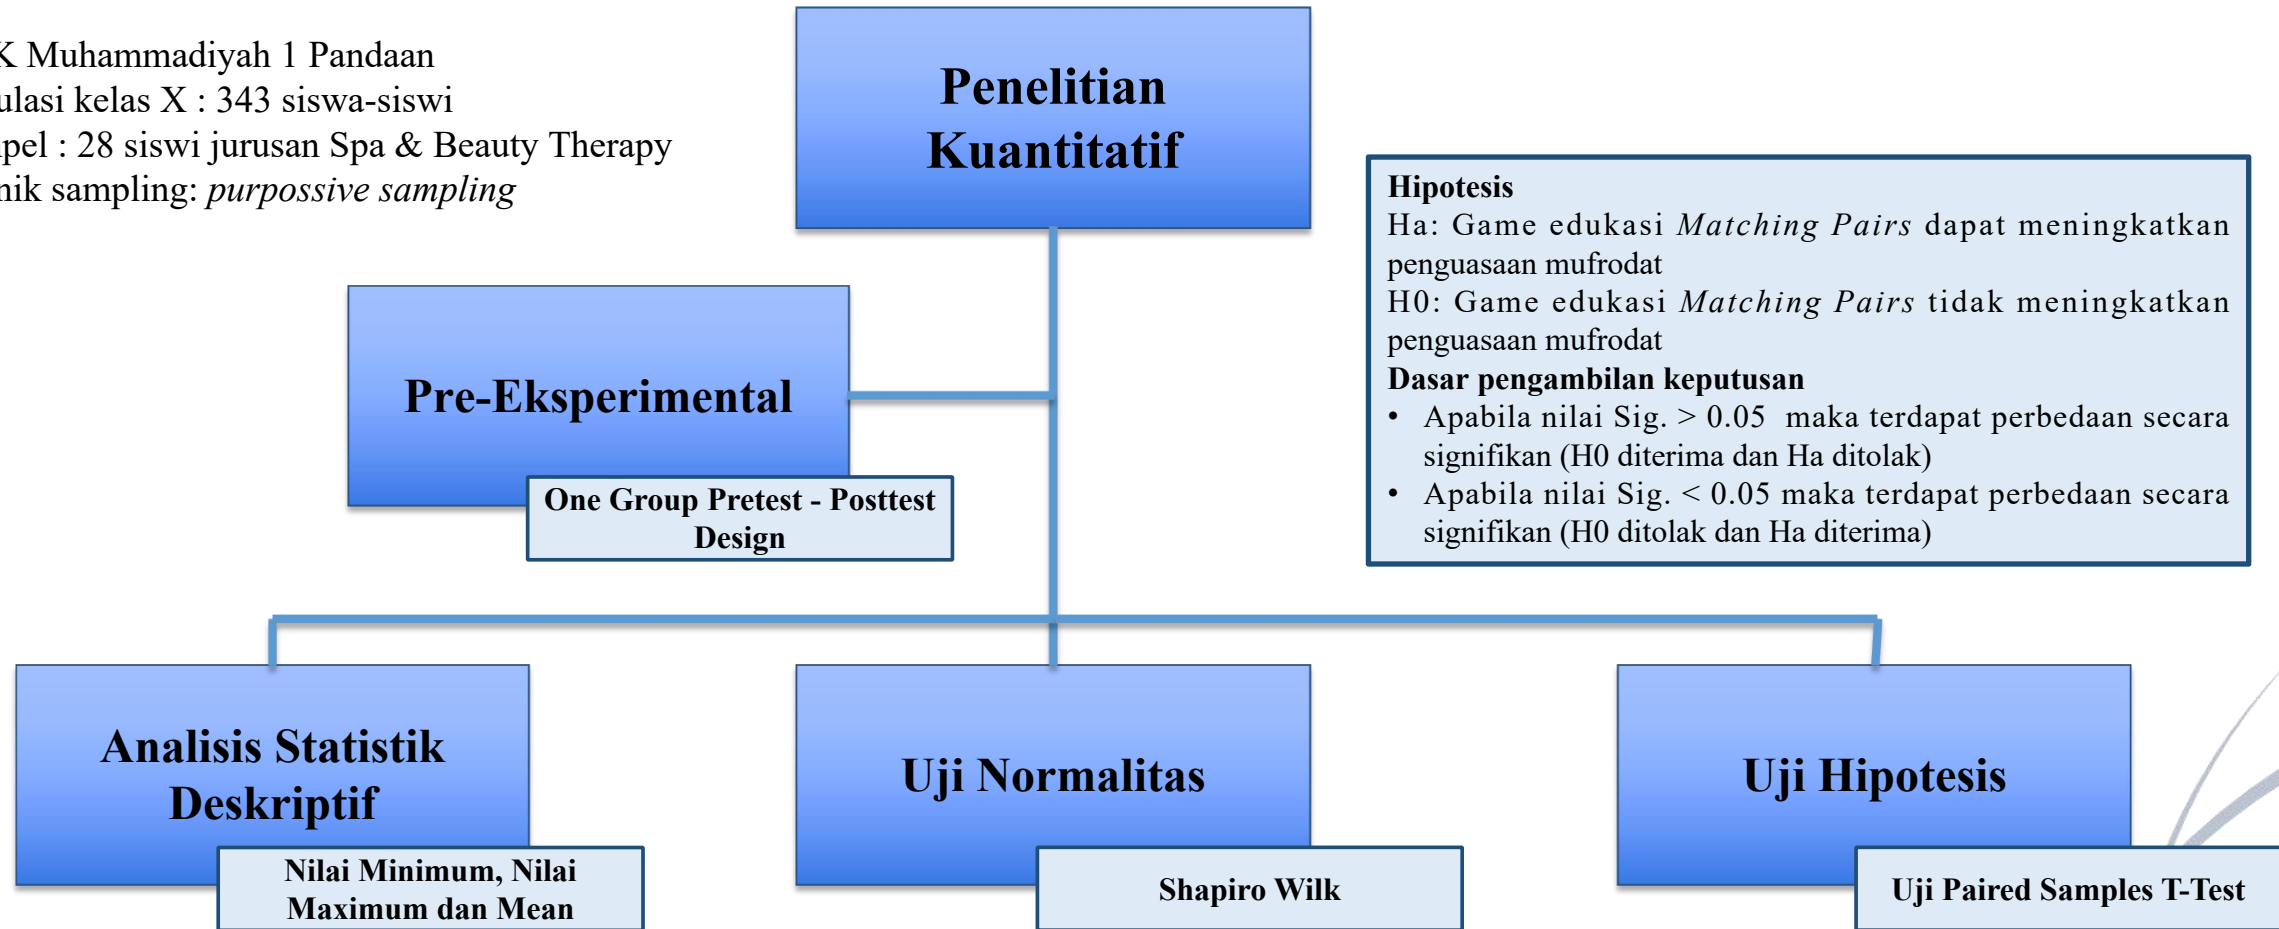 K Muhammadiyah 1 Pandaan
ulasi kelas X : 343 siswa-siswi
pel : 28 siswi jurusan Spa & Beauty Therapy
nik sampling: purpossive sampling
Penelitian
Kuantitatif
Hipotesis
Ha: Game edukasi Matching Pairs dapat meningkatkan
penguasaan mufrodat
H0: Game edukasi Matching Pairs tidak meningkatkan
penguasaan mufrodat
Dasar pengambilan keputusan
• Apabila nilai Sig. > 0.05 maka terdapat perbedaan secara
signifikan (H0 diterima dan Ha ditolak)
• Apabila nilai Sig. < 0.05 maka terdapat perbedaan secara
signifikan (H0 ditolak dan Ha diterima)
Pre-Eksperimental
One Group Pretest - Posttest
Design
Analisis Statistik
Deskriptif
Nilai Minimum, Nilai
Maximum dan Mean
Uji Normalitas
Shapiro Wilk
Uji Hipotesis
Uji Paired Samples T-Test